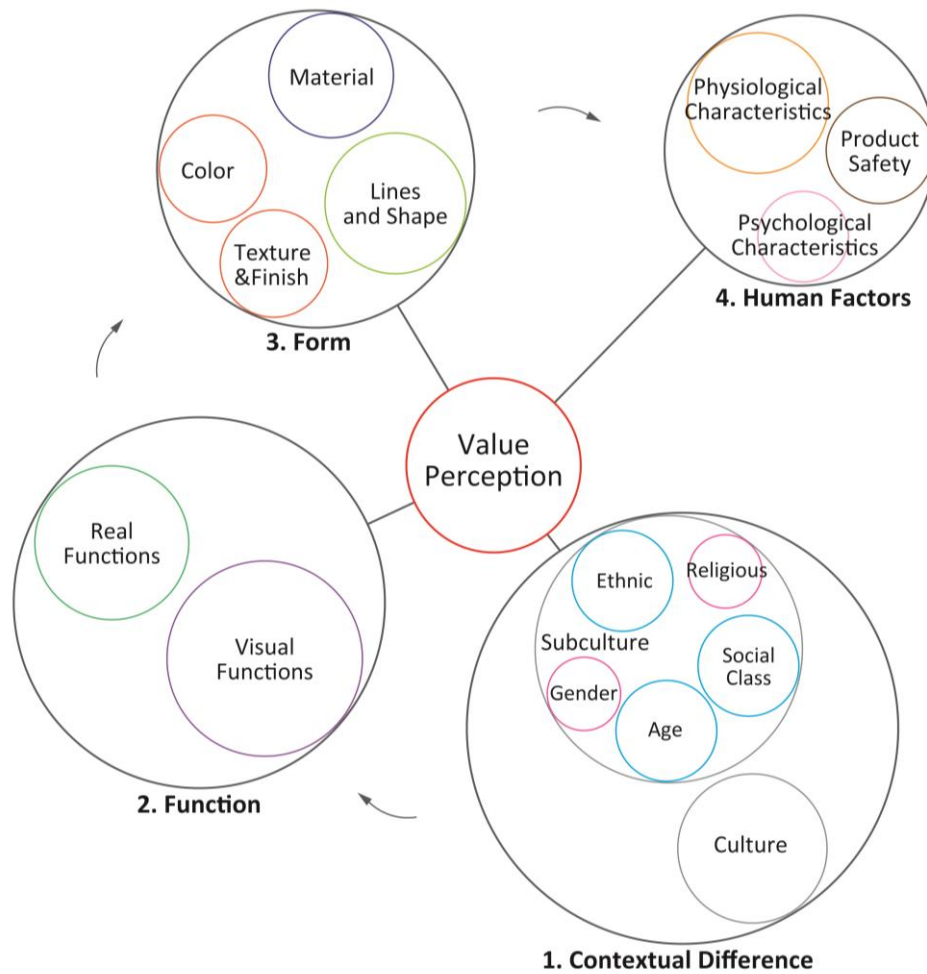 Material
Color
Lines
and Shape
Texture
&Finish
3. Form
Physiological
Characteristics
Product
Safety
Psychological
Characteristics
4. Human Factors
Value
Perception
Real
Functions
Visual
Functions
2. Function
Ethnic
Religious
Subculture
Social
Class
Gender
Age
Culture
1. Contextual Difference